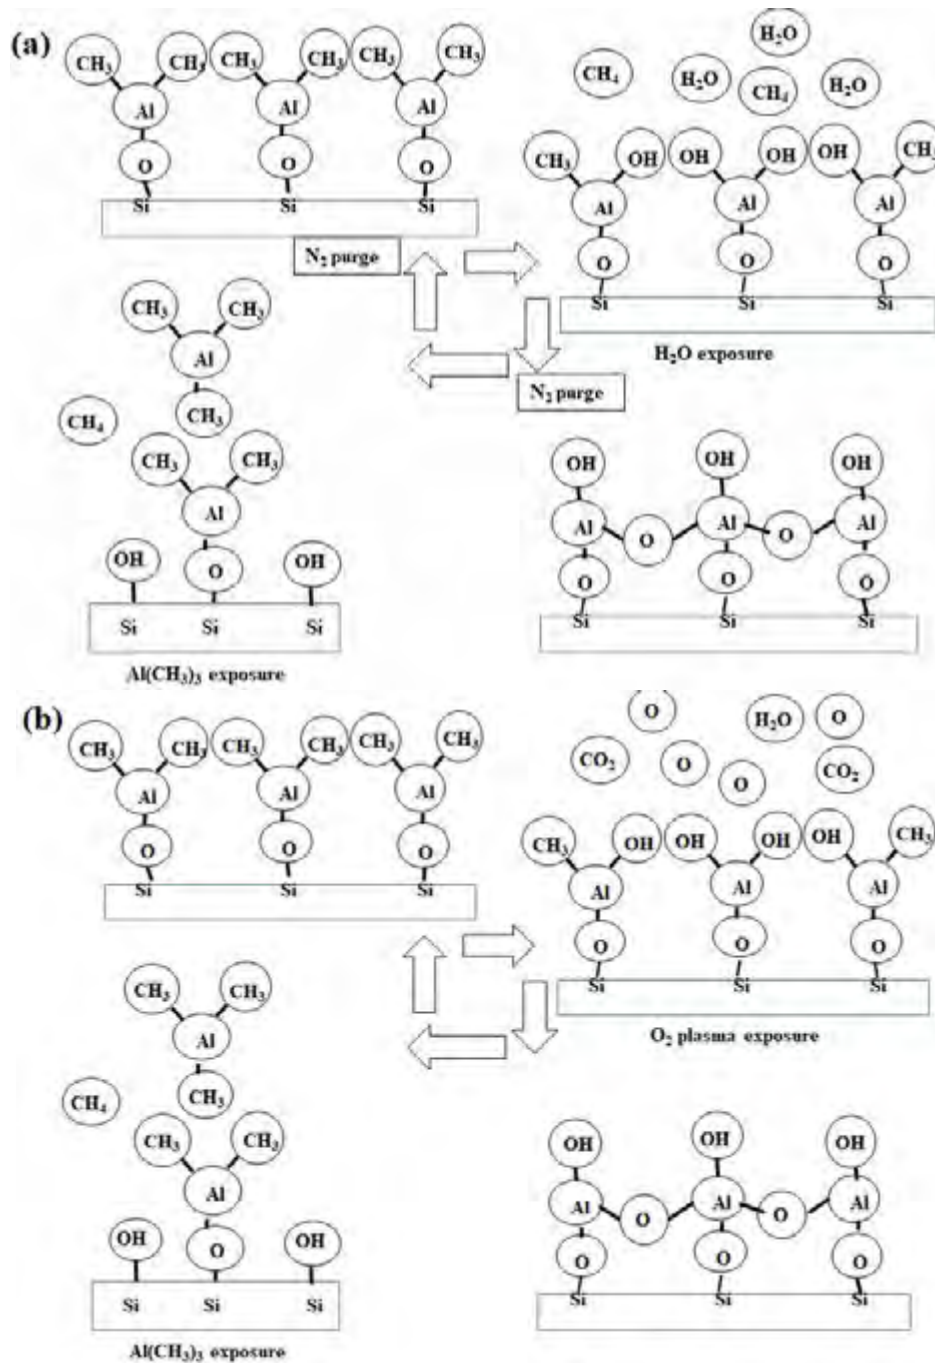 (a)
CH3 CH3 CH3 CH3 CH3 CH3
Al Al Al
O O O
Si Si Si
H2O
CH4 H2O CH4 H2O
CH3 OH OH OH OH CH3
Al Al Al
O O O
Si Si Si
H2O exposure
N2 purge
N2 purge
CH3 CH3
Al
CH3
CH4
CH3 CH3
Al
OH O OH
Si Si Si
Al(CH3)3 exposure
OH OH OH
Al O Al O Al
O O O
Si Si Si
(b)
CH3 CH3 CH3 CH3 CH3 CH3
Al Al Al
O O O
Si Si Si
O H2O O
CO2 O O CO2
CH3 OH OH OH OH CH3
Al Al Al
O O O
Si Si Si
O2 plasma exposure
CH3 CH3
Al
CH3
CH4
CH3 CH3
Al
OH O OH
Si Si Si
Al(CH3)3 exposure
OH OH OH
Al O Al O Al
O O O
Si Si Si